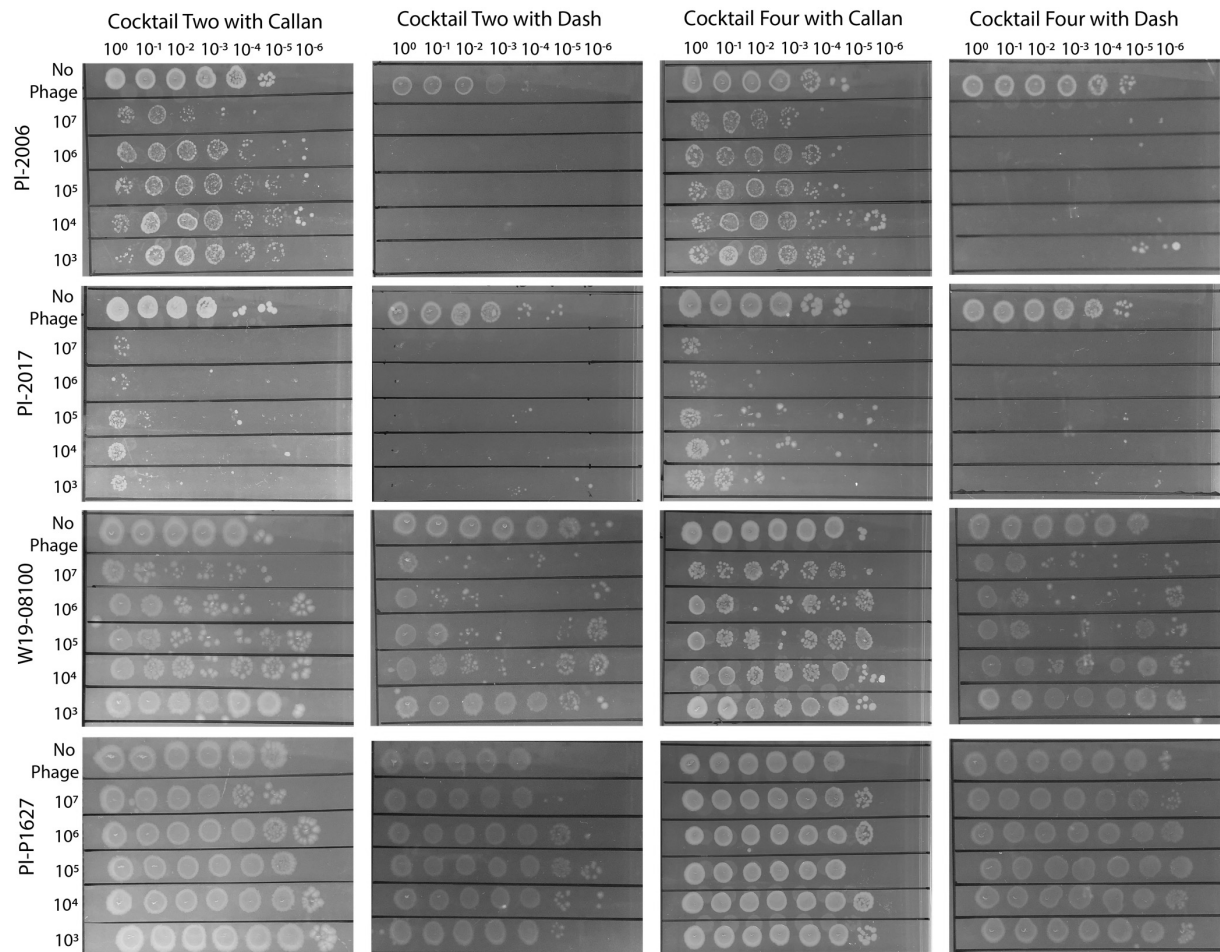 Cocktail Two with Callan Cocktail Two with Dash Cocktail Four with Callan Cocktail Four with Dash
10⁰ 10⁻¹ 10⁻² 10⁻³ 10⁻⁴ 10⁻⁵ 10⁻⁶ 10⁰ 10⁻¹ 10⁻² 10⁻³ 10⁻⁴ 10⁻⁵ 10⁻⁶ 10⁰ 10⁻¹ 10⁻² 10⁻³ 10⁻⁴ 10⁻⁵ 10⁻⁶ 10⁰ 10⁻¹ 10⁻² 10⁻³ 10⁻⁴ 10⁻⁵ 10⁻⁶
PI-2006
No
Phage
10⁷
10⁶
10⁵
10⁴
10³
PI-2017
No
Phage
10⁷
10⁶
10⁵
10⁴
10³
W19-08100
No
Phage
10⁷
10⁶
10⁵
10⁴
10³
PI-P1627
No
Phage
10⁷
10⁶
10⁵
10⁴
10³